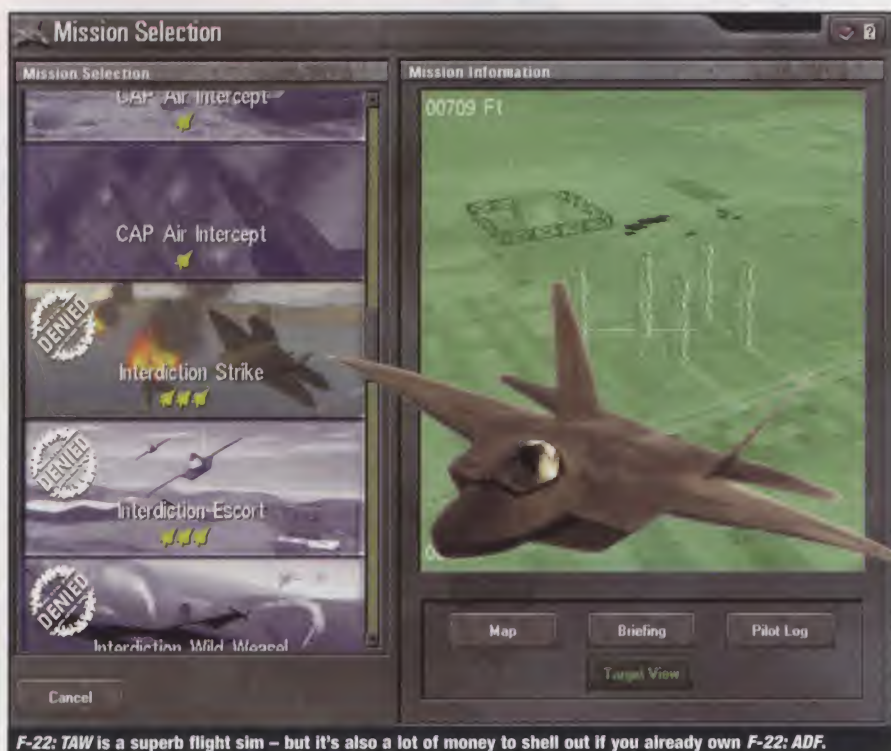 Mission Selection
?
Mission Selection
CAP Air Intercept
CAP Air Intercept
DENIED
Interdiction Strike
DENIED
Interdiction-Escort
DENIED
Interdiction Wild Weasel
Cancel
Mission Information
00709 Ft
Map
Briefing
Pilot Log
Target View
F-22: TAW is a superb flight sim – but it's also a lot of money to shell out if you already own F-22: ADF.